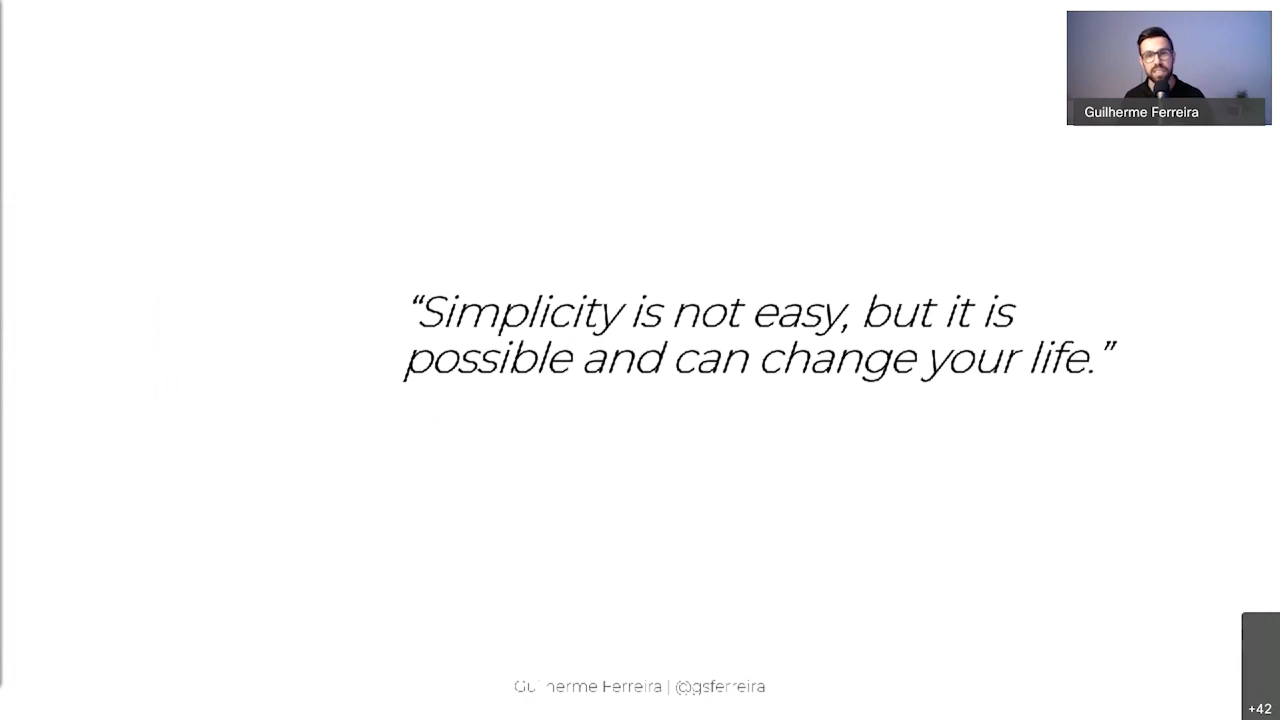 Guilherme Ferreira
“Simplicity is not easy, but it is
possible and can change your life.”
Guilherme Ferreira | @gsferreira
+42